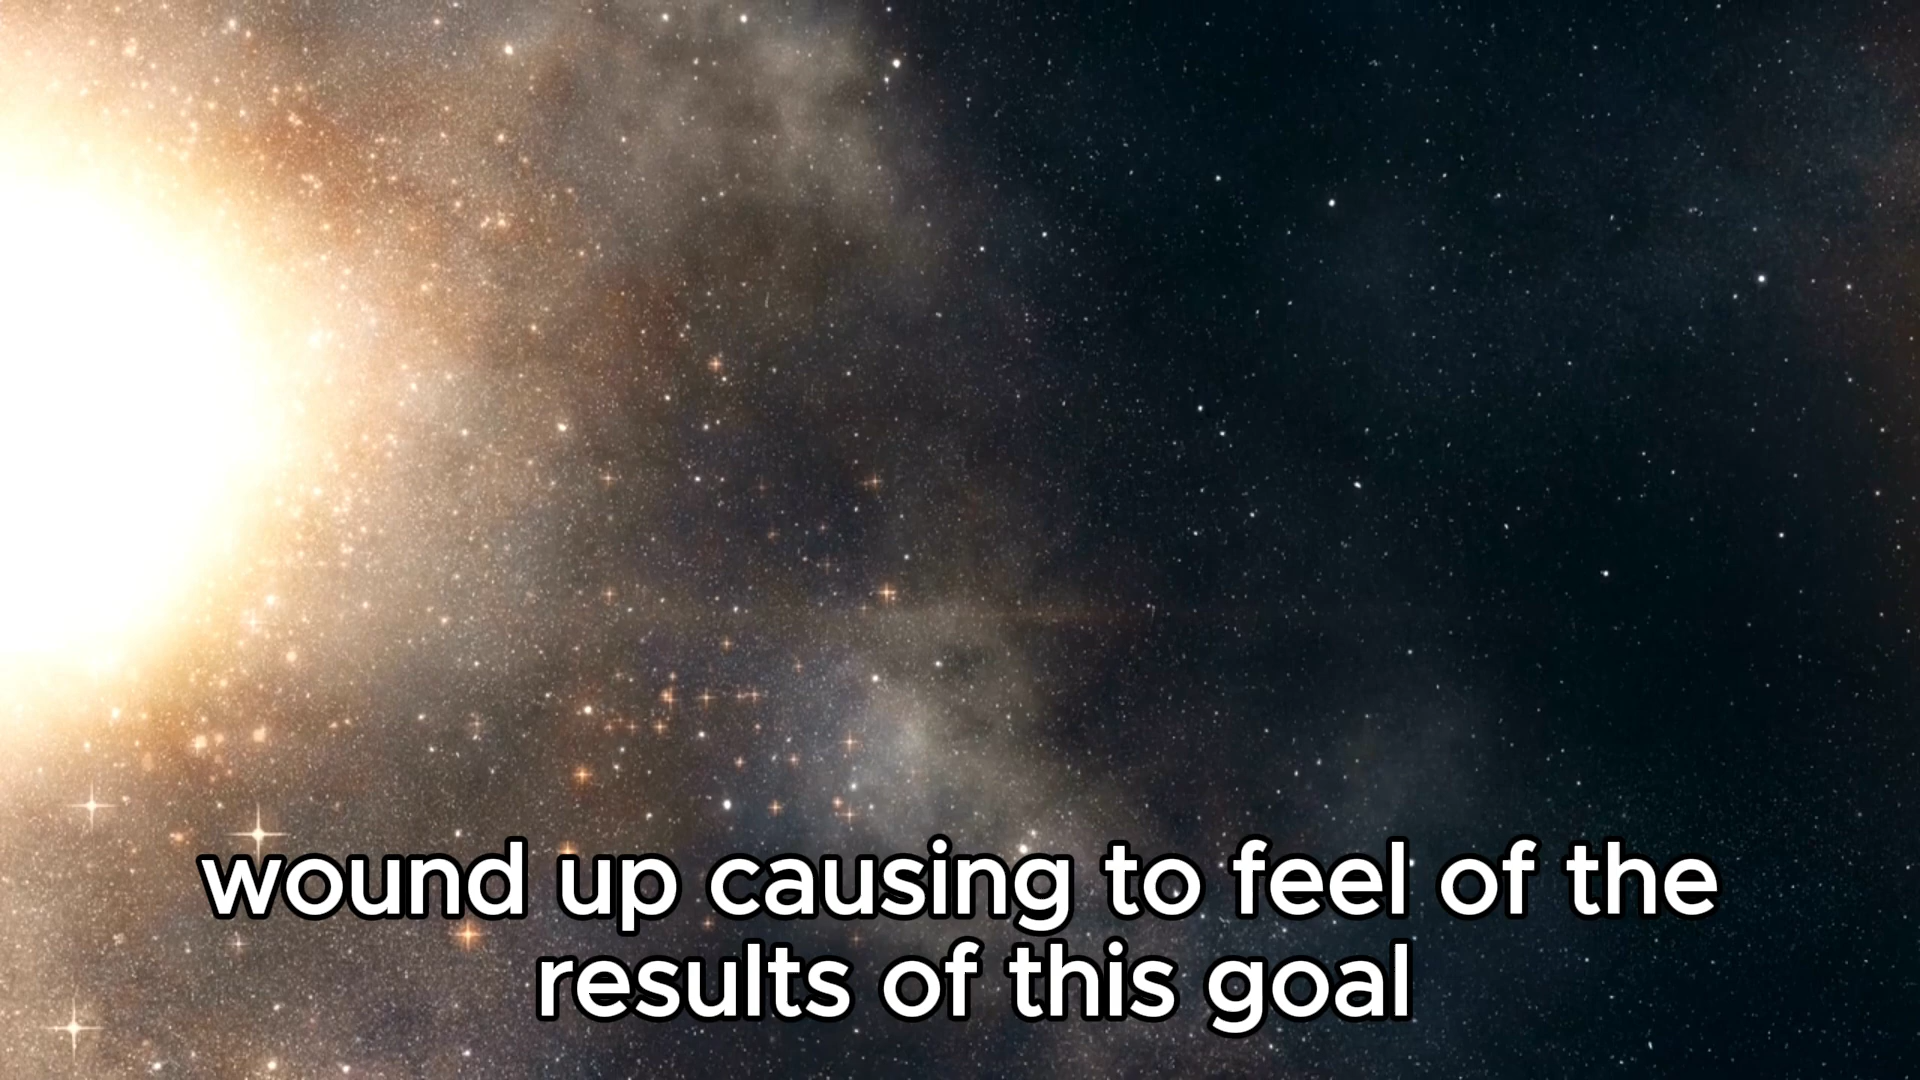 wound up causing to feel of the
results of this goal